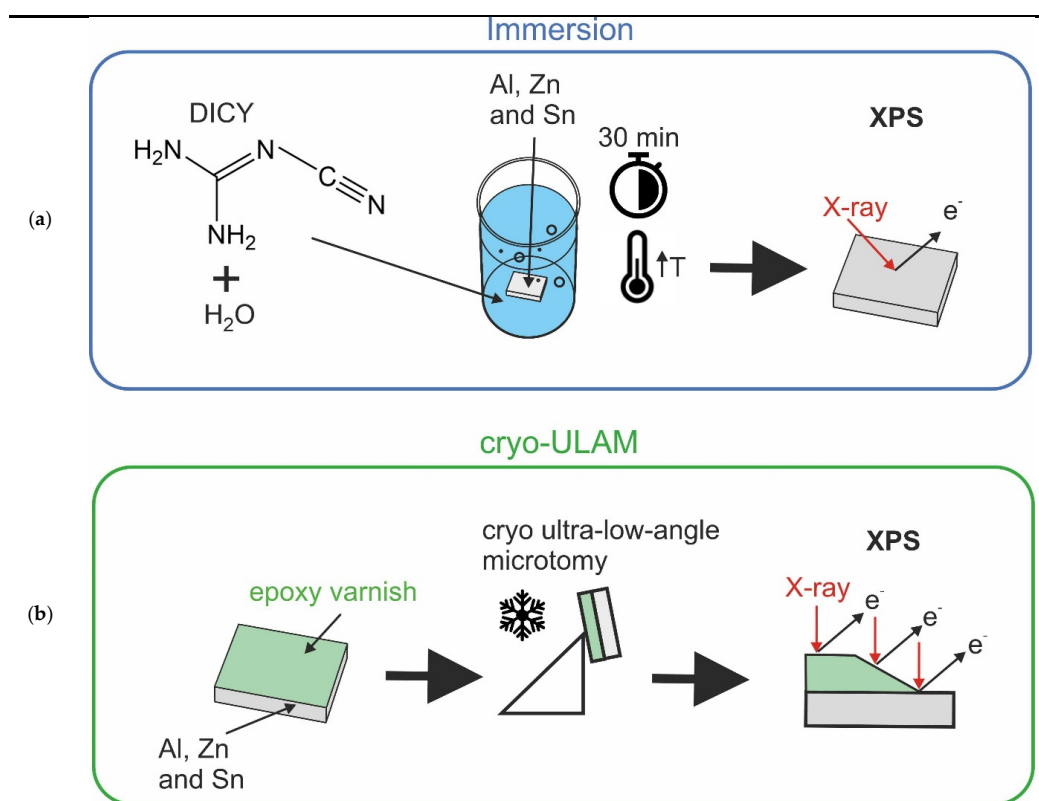 Immersion
DICY
H₂N
N
C
N
NH₂
+
H₂O
Al, Zn
and Sn
30 min
↑T
XPS
X-ray
e⁻
(a)
cryo-ULAM
epoxy varnish
Al, Zn
and Sn
cryo ultra-low-angle
microtomy
XPS
X-ray
e⁻
e⁻
e⁻
(b)